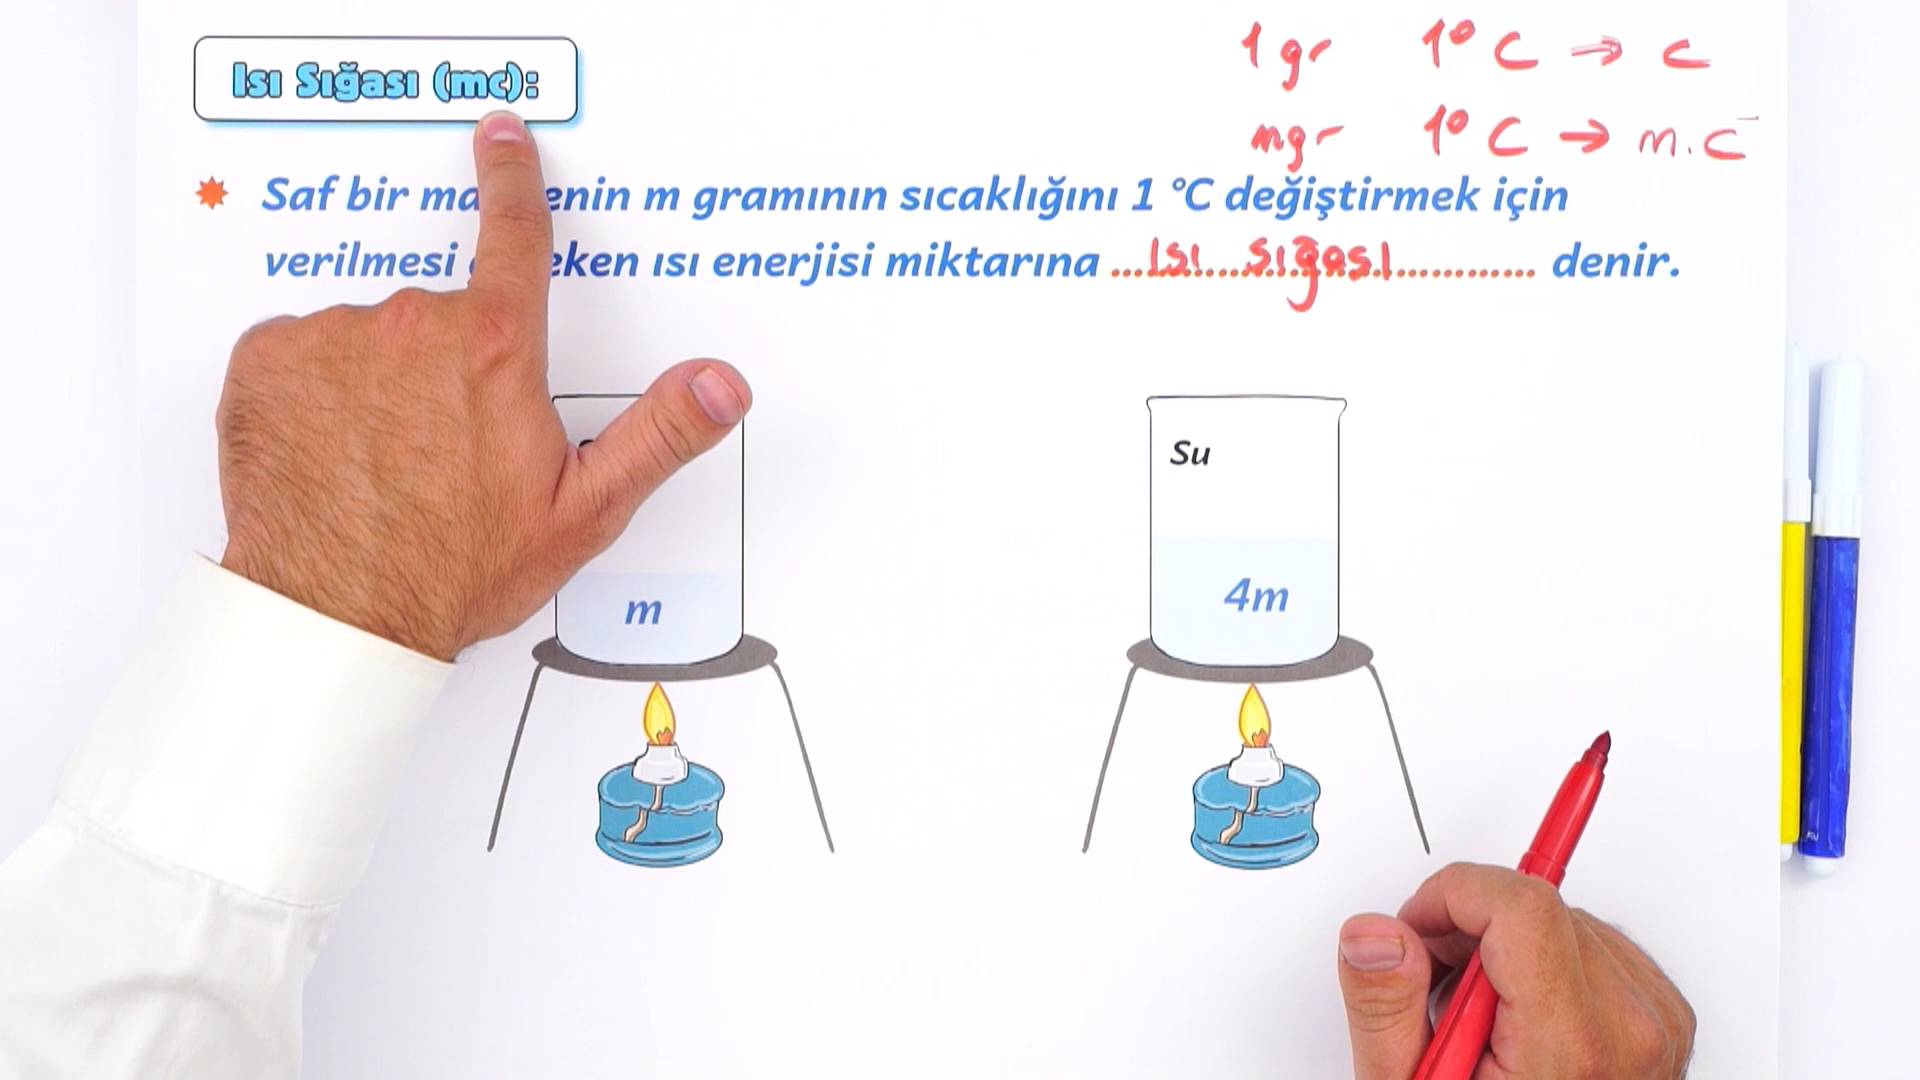 Isı Sığası (mc):
1 gr 1° C → c
m gr 1° C → m.c
Saf bir ma enin m gramının sıcaklığını 1 °C değiştirmek için
verilmesi eken ısı enerjisi miktarına ... ısı sığası ... denir.
Su
m
4m